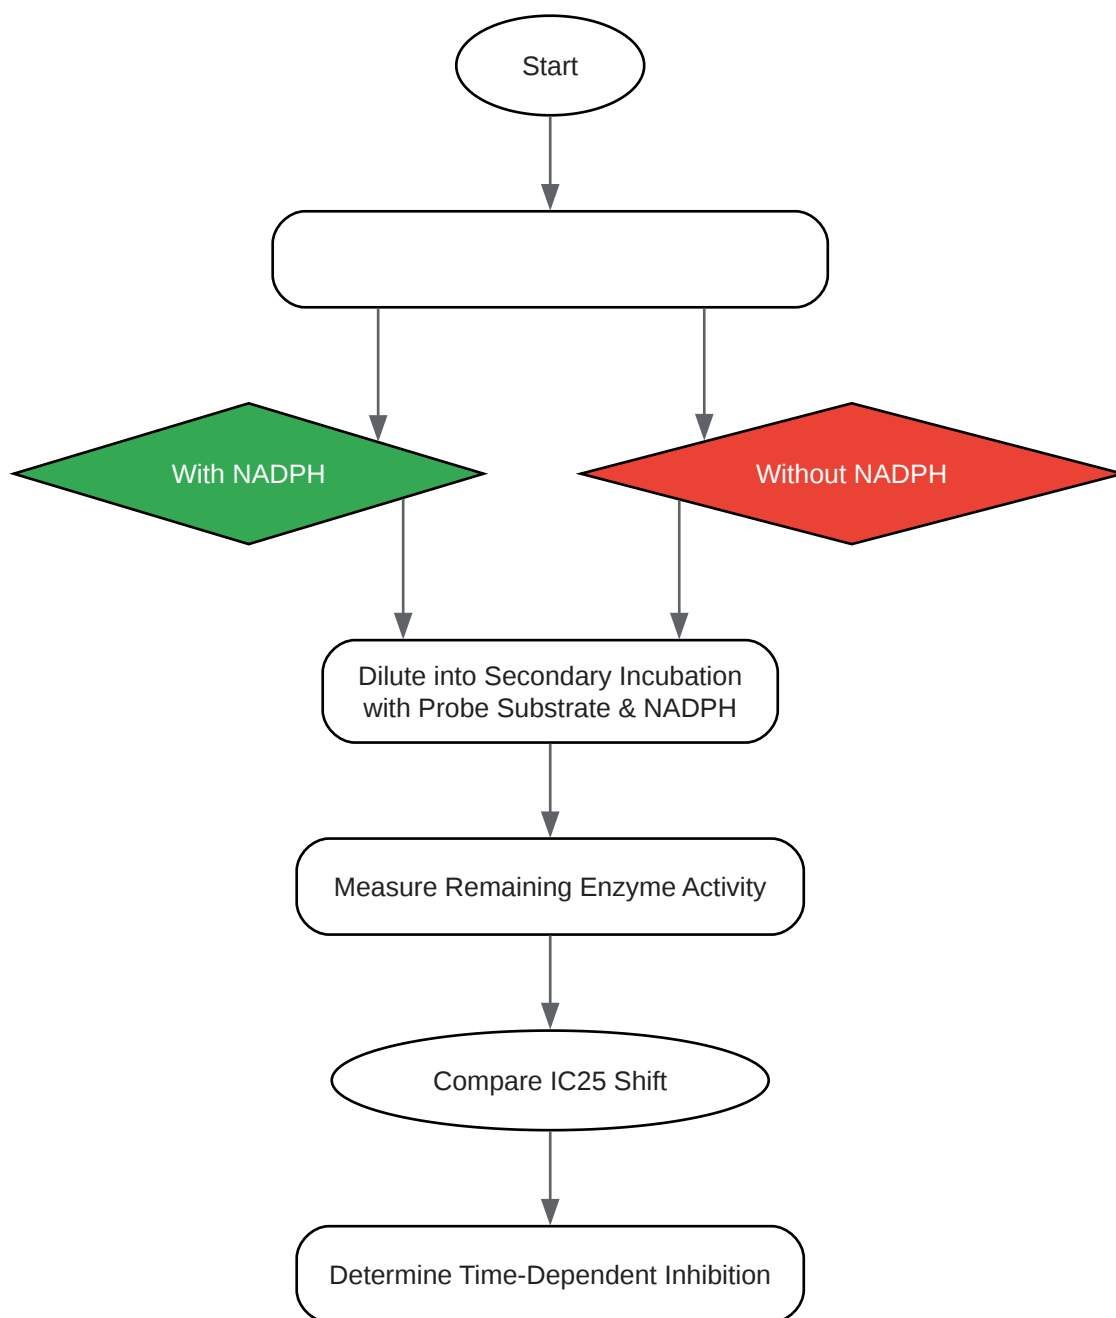 Start
With NADPH
Without NADPH
Dilute into Secondary Incubation
with Probe Substrate & NADPH
Measure Remaining Enzyme Activity
Compare IC25 Shift
Determine Time-Dependent Inhibition